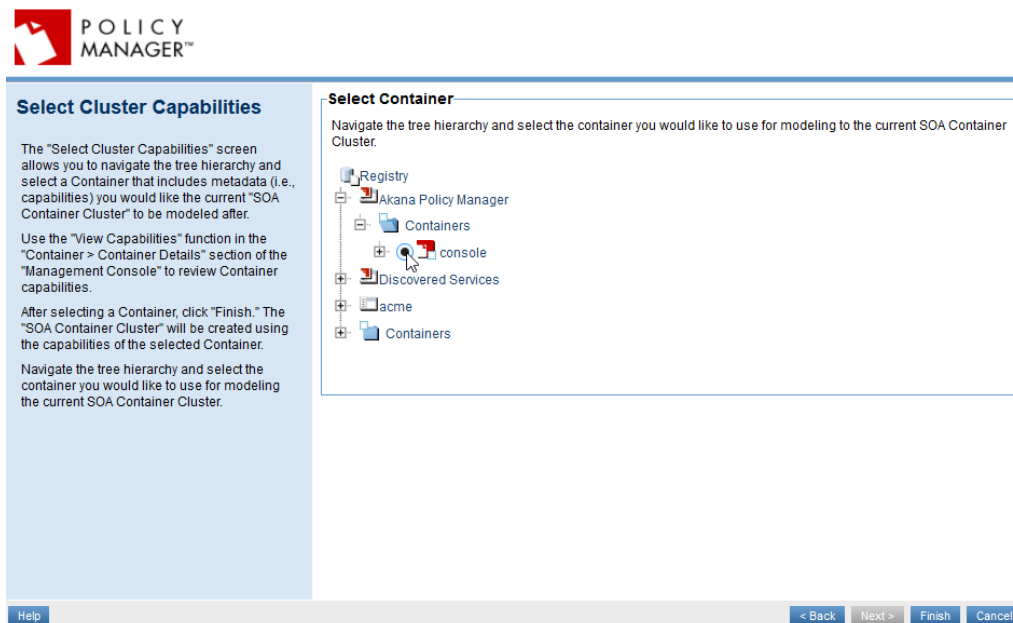 POLICY
MANAGER™
Select Cluster Capabilities
The "Select Cluster Capabilities" screen
allows you to navigate the tree hierarchy and
select a Container that includes metadata (i.e.,
capabilities) you would like the current "SOA
Container Cluster" to be modeled after.
Use the "View Capabilities" function in the
"Container > Container Details" section of the
"Management Console" to review Container
capabilities.
After selecting a Container, click "Finish." The
"SOA Container Cluster" will be created using
the capabilities of the selected Container.
Navigate the tree hierarchy and select the
container you would like to use for modeling
the current SOA Container Cluster.
Select Container
Navigate the tree hierarchy and select the container you would like to use for modeling to the current SOA Container
Cluster.
Registry
Akana Policy Manager
Containers
console
Discovered Services
acme
Containers
Help
< Back
Next >
Finish
Cancel